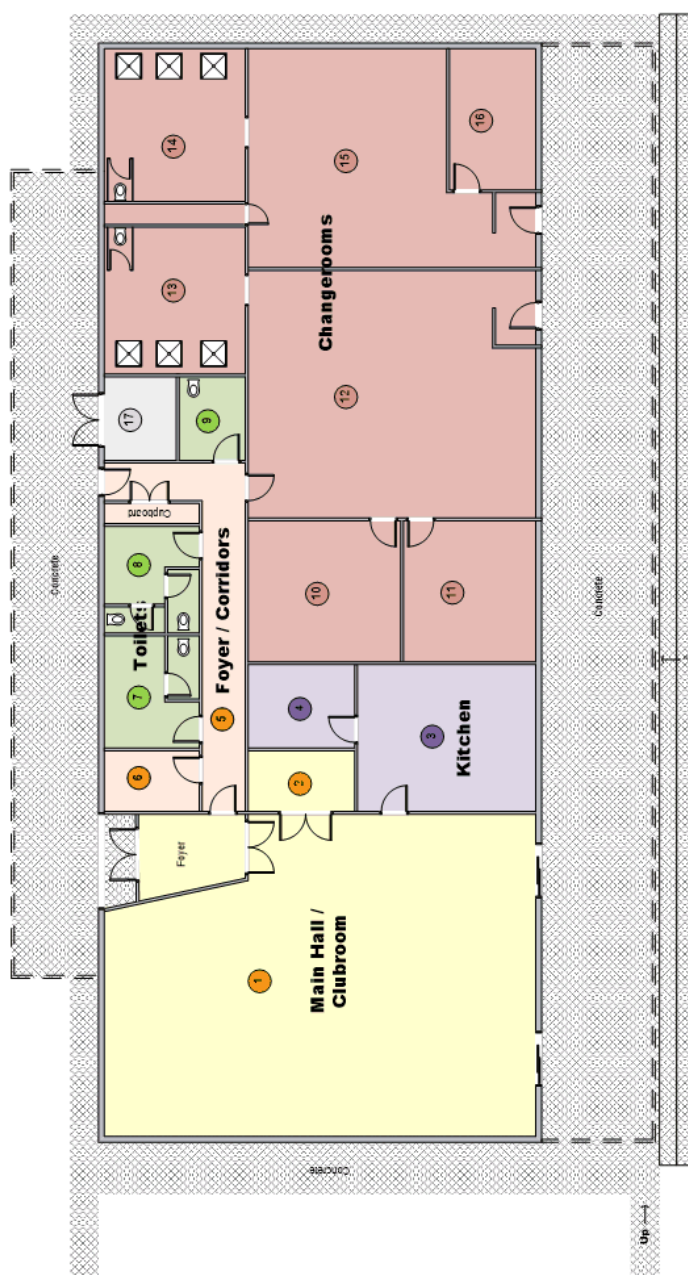 14
15
16
13
Changerooms
17
9
12
Cupboard
8
Toilets
7
Foyer / Corridors
10
11
Concrete
Concrete
6
5
4
3
Kitchen
2
Foyer
Main Hall /
Clubroom
1
Concrete
Up